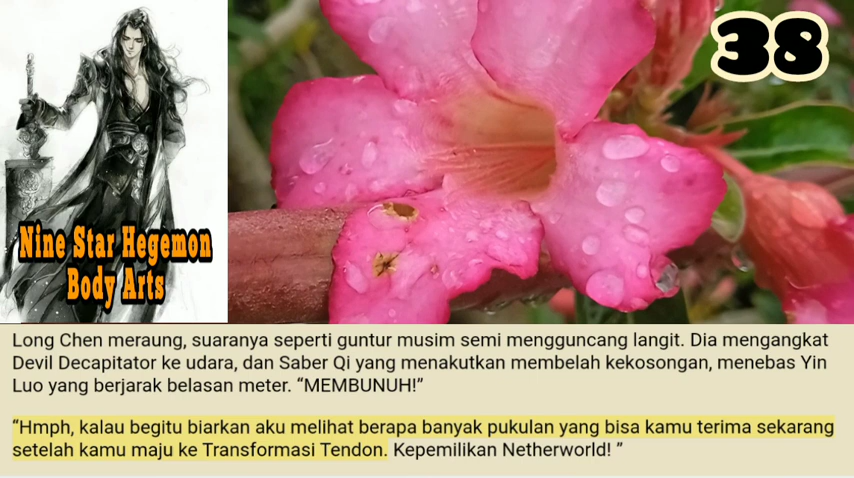 38
Nine Star Hegemon
Body Arts
Long Chen meraung, suaranya seperti guntur musim semi mengguncang langit. Dia mengangkat
Devil Decapitator ke udara, dan Saber Qi yang menakutkan membelah kekosongan, menebas Yin
Luo yang berjarak belasan meter. “MEMBUNUH!”
“Hmph, kalau begitu biarkan aku melihat berapa banyak pukulan yang bisa kamu terima sekarang
setelah kamu maju ke Transformasi Tendon. Kepemilikan Netherworld! ”